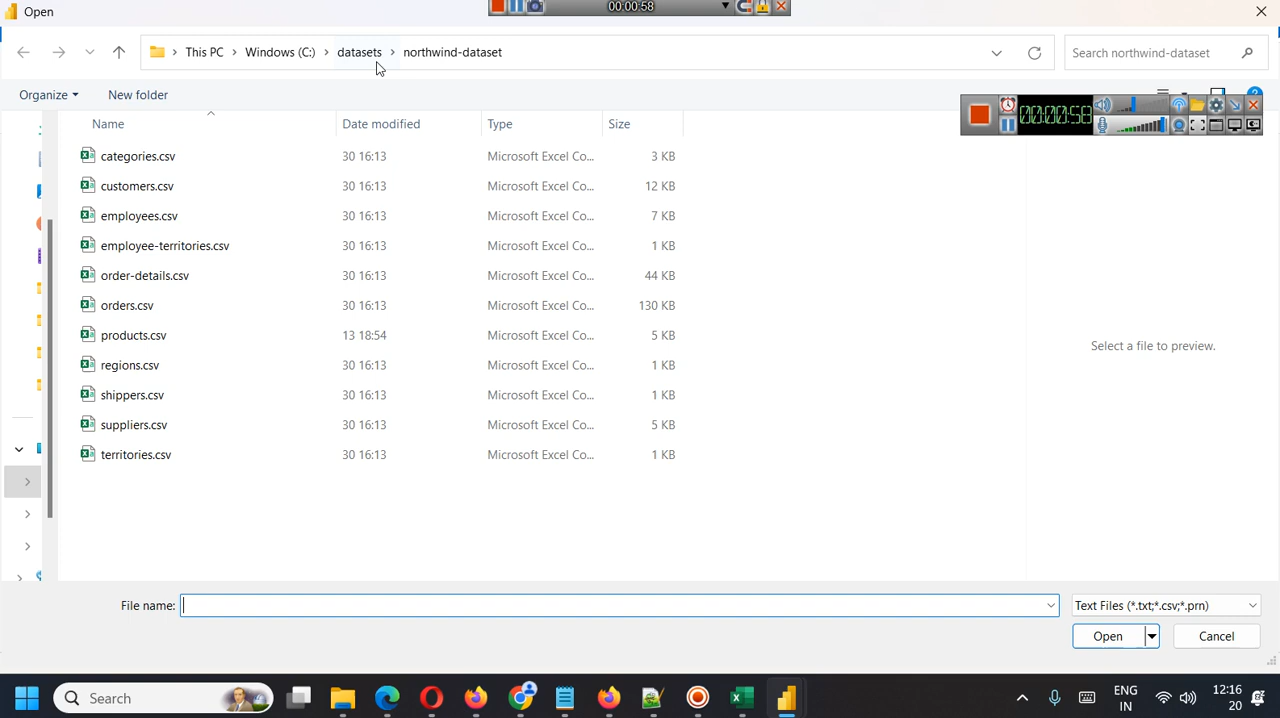 Open
00:00:58
This PC > Windows (C:) > datasets > northwind-dataset
Search northwind-dataset
Organize
New folder
00:00:56
Name
Date modified
Type
Size
categories.csv 30 16:13 Microsoft Excel Co... 3 KB
customers.csv 30 16:13 Microsoft Excel Co... 12 KB
employees.csv 30 16:13 Microsoft Excel Co... 7 KB
employee-territories.csv 30 16:13 Microsoft Excel Co... 1 KB
order-details.csv 30 16:13 Microsoft Excel Co... 44 KB
orders.csv 30 16:13 Microsoft Excel Co... 130 KB
products.csv 13 18:54 Microsoft Excel Co... 5 KB
regions.csv 30 16:13 Microsoft Excel Co... 1 KB
shippers.csv 30 16:13 Microsoft Excel Co... 1 KB
suppliers.csv 30 16:13 Microsoft Excel Co... 5 KB
territories.csv 30 16:13 Microsoft Excel Co... 1 KB
Select a file to preview.
File name:
Text Files (*.txt;*.csv;*.prn)
Open
Cancel
Search
ENG
IN
12:16
20